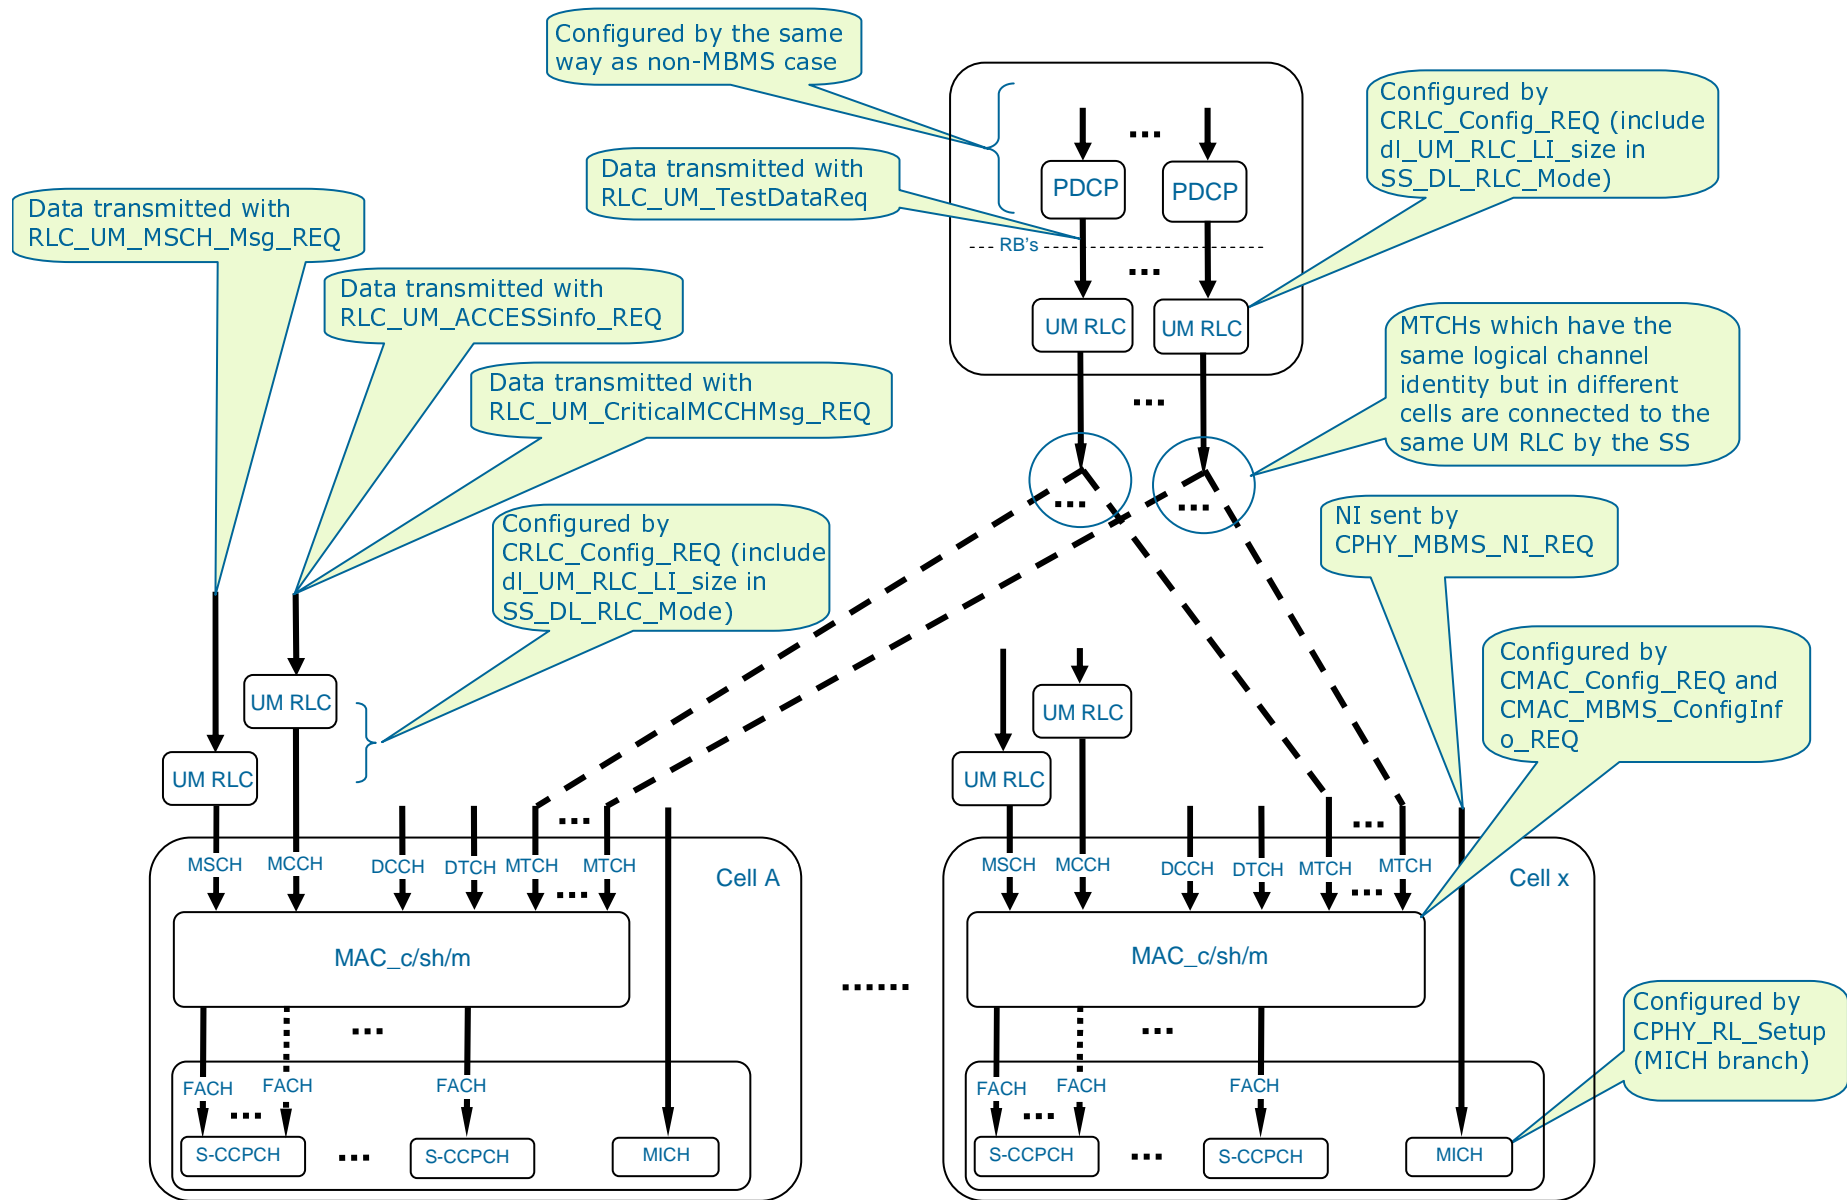 Configured by the same
way as non-MBMS case
Data transmitted with
RLC_UM_TestDataReq
Configured by
CRLC_Config_REQ (include
dl_UM_RLC_LI_size in
SS_DL_RLC_Mode)
PDCP
PDCP
RB's
UM RLC
UM RLC
Data transmitted with
RLC_UM_MSCH_Msg_REQ
Data transmitted with
RLC_UM_ACCESSinfo_REQ
Data transmitted with
RLC_UM_CriticalMCCHMsg_REQ
MTCHs which have the
same logical channel
identity but in different
cells are connected to the
same UM RLC by the SS
Configured by
CRLC_Config_REQ (include
dl_UM_RLC_LI_size in
SS_DL_RLC_Mode)
NI sent by
CPHY_MBMS_NI_REQ
Configured by
CMAC_Config_REQ and
CMAC_MBMS_ConfigInf
o_REQ
UM RLC
UM RLC
UM RLC
UM RLC
MSCH
MCCH
DCCH
DTCH
MTCH
MTCH
Cell A
MAC_c/sh/m
FACH
FACH
FACH
S-CCPCH
S-CCPCH
MICH
MSCH
MCCH
DCCH
DTCH
MTCH
MTCH
Cell x
MAC_c/sh/m
FACH
FACH
FACH
S-CCPCH
S-CCPCH
MICH
Configured by
CPHY_RL_Setup
(MICH branch)